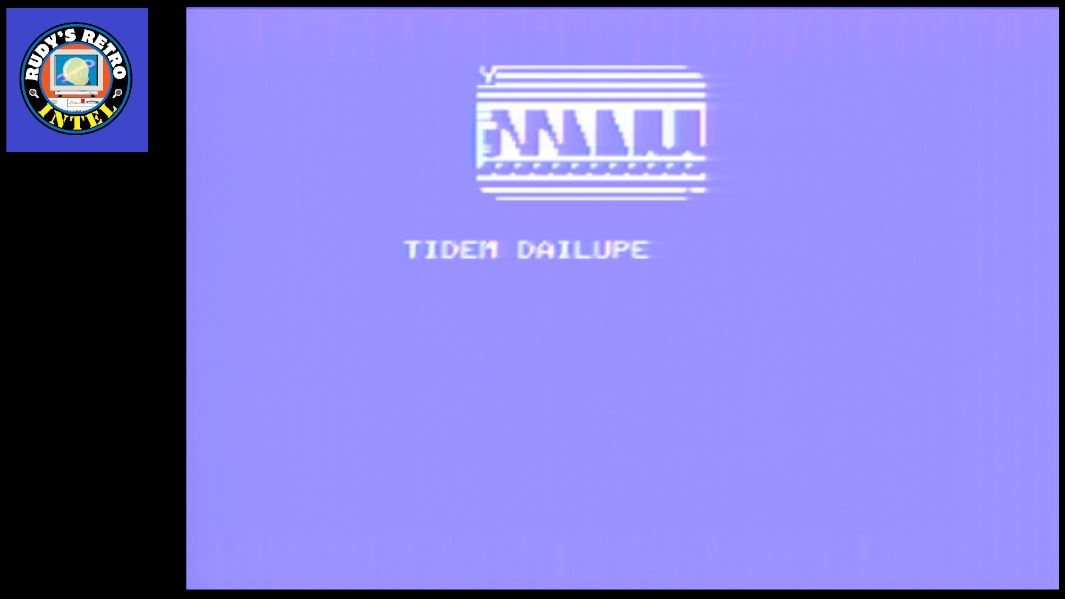 RUDY'S RETRO
INTEL
TIDEM DAILUPE